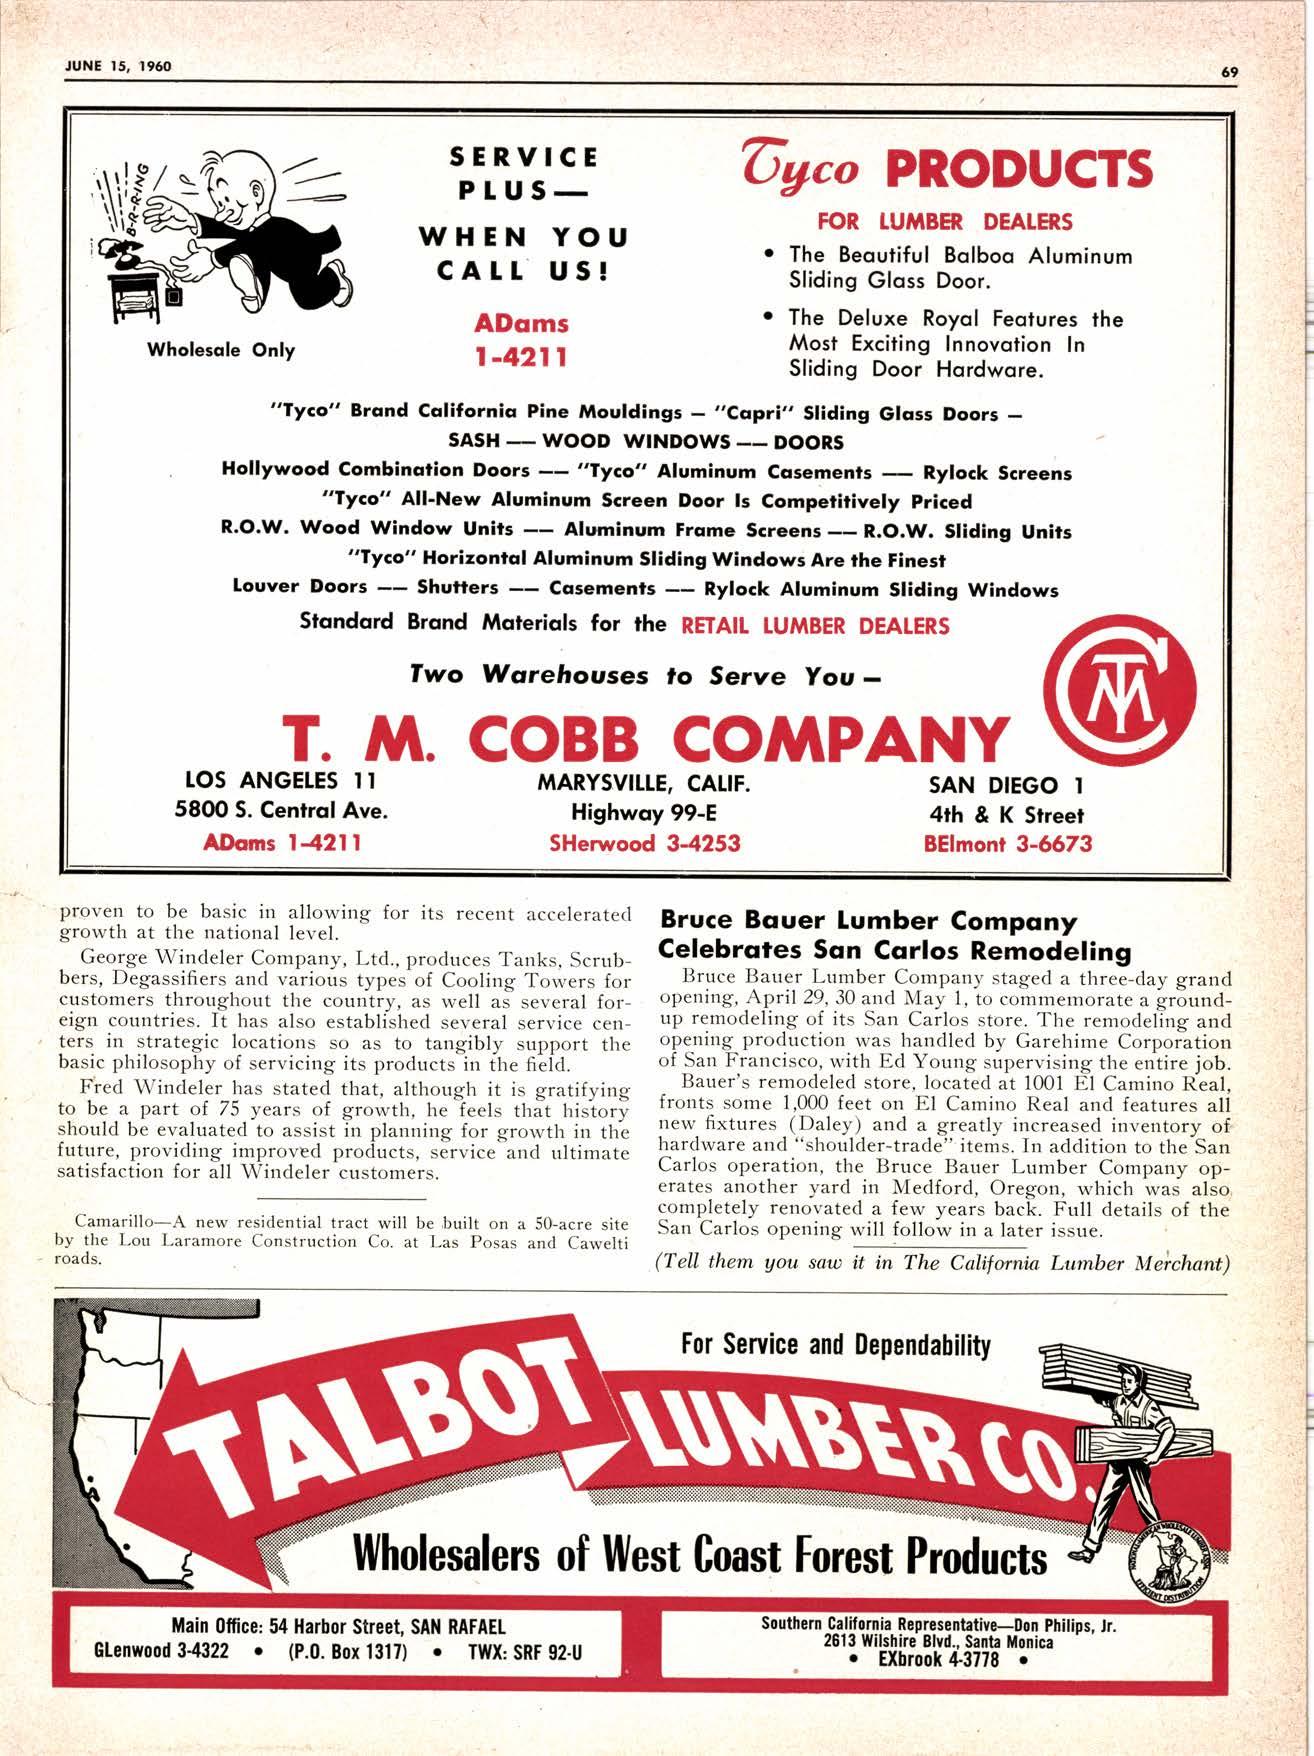 JUNE 15, 1960
69
B-R-R-ING
Wholesale Only
SERVICE
PLUS—
WHEN YOU
CALL US!
ADams
1-4211
Tyco PRODUCTS
FOR LUMBER DEALERS
• The Beautiful Balboa Aluminum
Sliding Glass Door.
• The Deluxe Royal Features the
Most Exciting Innovation In
Sliding Door Hardware.
"Tyco" Brand California Pine Mouldings — "Capri" Sliding Glass Doors —
SASH —— WOOD WINDOWS —— DOORS
Hollywood Combination Doors —— "Tyco" Aluminum Casements —— Rylock Screens
"Tyco" All-New Aluminum Screen Door Is Competitively Priced
R.O.W. Wood Window Units —— Aluminum Frame Screens —— R.O.W. Sliding Units
"Tyco" Horizontal Aluminum Sliding Windows Are the Finest
Louver Doors —— Shutters —— Casements —— Rylock Aluminum Sliding Windows
Standard Brand Materials for the RETAIL LUMBER DEALERS
Two Warehouses to Serve You —
T. M. COBB COMPANY
CTM
LOS ANGELES 11
5800 S. Central Ave.
ADams 1-4211
MARYSVILLE, CALIF.
Highway 99-E
SHerwood 3-4253
SAN DIEGO 1
4th & K Street
BElmont 3-6673
proven to be basic in allowing for its recent accelerated
growth at the national level.
George Windeler Company, Ltd., produces Tanks, Scrub-
bers, Degassifiers and various types of Cooling Towers for
customers throughout the country, as well as several for-
eign countries. It has also established several service cen-
ters in strategic locations so as to tangibly support the
basic philosophy of servicing its products in the field.
Fred Windeler has stated that, although it is gratifying
to be a part of 75 years of growth, he feels that history
should be evaluated to assist in planning for growth in the
future, providing improved products, service and ultimate
satisfaction for all Windeler customers.
Camarillo—A new residential tract will be built on a 50-acre site
by the Lou Laramore Construction Co. at Las Posas and Cawelti
roads.
Bruce Bauer Lumber Company
Celebrates San Carlos Remodeling
Bruce Bauer Lumber Company staged a three-day grand
opening, April 29, 30 and May 1, to commemorate a ground-
up remodeling of its San Carlos store. The remodeling and
opening production was handled by Garehime Corporation
of San Francisco, with Ed Young supervising the entire job.
Bauer's remodeled store, located at 1001 El Camino Real,
fronts some 1,000 feet on El Camino Real and features all
new fixtures (Daley) and a greatly increased inventory of
hardware and "shoulder-trade" items. In addition to the San
Carlos operation, the Bruce Bauer Lumber Company op-
erates another yard in Medford, Oregon, which was also
completely renovated a few years back. Full details of the
San Carlos opening will follow in a later issue.
(Tell them you saw it in The California Lumber Merchant)
For Service and Dependability
TALBOT LUMBER CO.
Wholesalers of West Coast Forest Products
EFFICIENT DISTRIBUTION
Main Office: 54 Harbor Street, SAN RAFAEL
GLenwood 3-4322 • (P.O. Box 1317) • TWX: SRF 92-U
Southern California Representative—Don Philips, Jr.
2613 Wilshire Blvd., Santa Monica
• EXbrook 4-3778 •